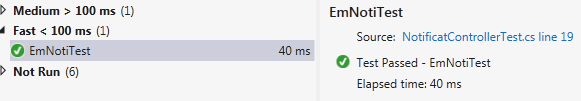 Medium > 100 ms (1)
Fast < 100 ms (1)
EmNotiTest 40 ms
Not Run (6)
EmNotiTest
Source: NotificatControllerTest.cs line 19
Test Passed - EmNotiTest
Elapsed time: 40 ms